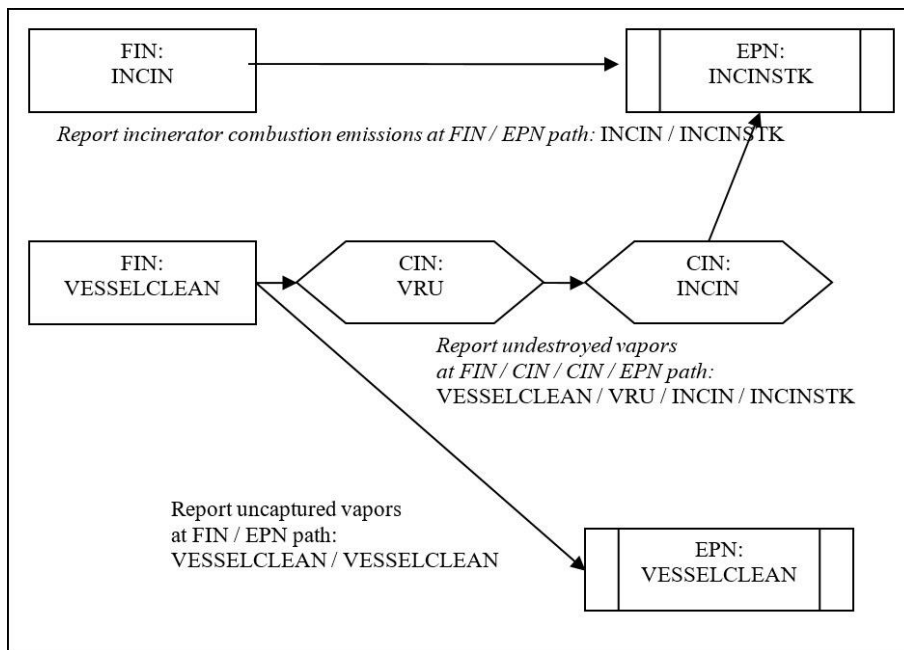 FIN:
INCIN
EPN:
INCINSTK
Report incinerator combustion emissions at FIN / EPN path: INCIN / INCINSTK
FIN:
VESSELCLEAN
CIN:
VRU
CIN:
INCIN
Report undestroyed vapors
at FIN / CIN / CIN / EPN path:
VESSELCLEAN / VRU / INCIN / INCINSTK
Report uncaptured vapors
at FIN / EPN path:
VESSELCLEAN / VESSELCLEAN
EPN:
VESSELCLEAN